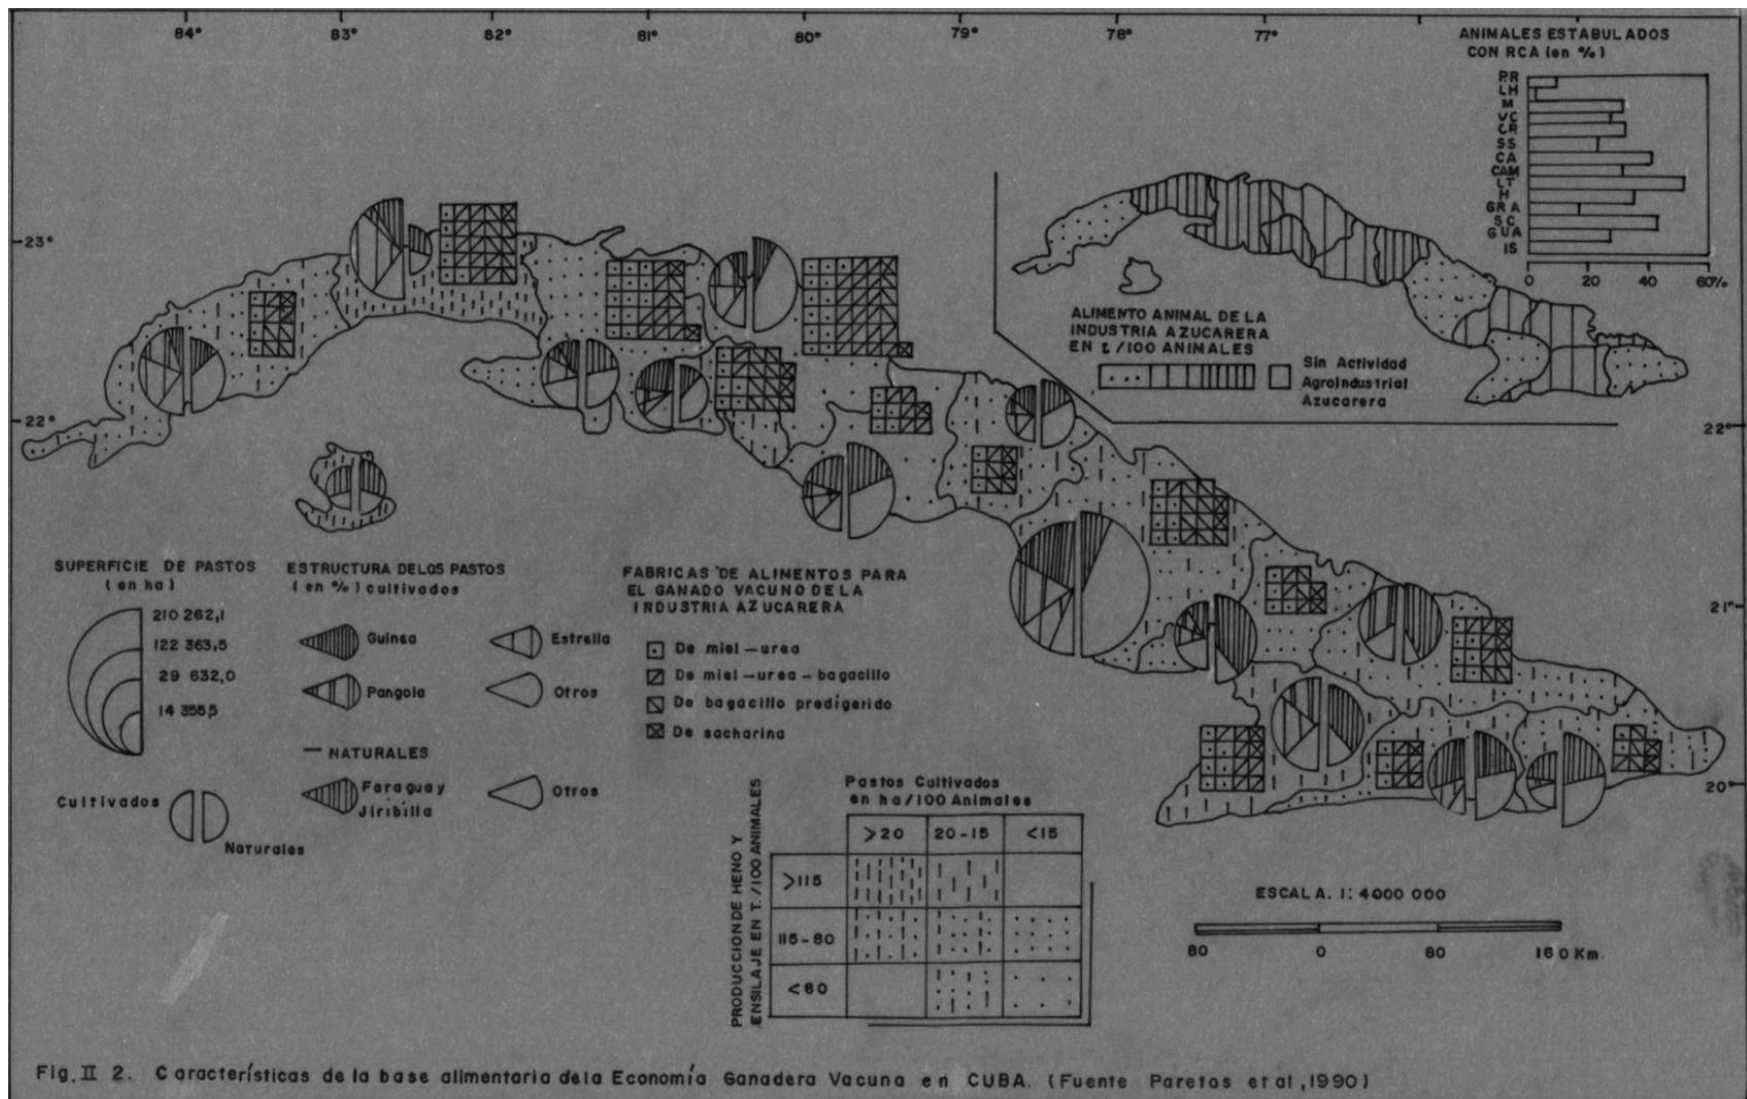 84° 83° 82° 81° 80° 79° 78° 77°
ANIMALES ESTABULADOS
CON RCA (en %)
P.R
LH
M
VC
CR
SS
CA
CAM
LT
H
GRA
SC
GUA
IS
0 20 40 60%
23°
22°
ALIMENTO ANIMAL DE LA
INDUSTRIA AZUCARERA
EN t/100 ANIMALES
Sin Actividad
Agroindustrial
Azucarera
22°
21°
20°
SUPERFICIE DE PASTOS
(en ha)
210 262,1
122 363,5
29 632,0
14 355,5
Cultivados
Naturales
ESTRUCTURA DELOS PASTOS
(en %) cultivados
Guinea
Estrella
Pangola
Otros
— NATURALES
Faraguay
Jiribilla
Otros
FABRICAS DE ALIMENTOS PARA
EL GANADO VACUNO DE LA
INDUSTRIA AZUCARERA
De miel-urea
De miel-urea-bagacillo
De bagacillo predigerido
De sacharina
Pastos Cultivados
en ha/100 Animales
PRODUCCION DE HENO Y
ENSILAJE EN T. /100 ANIMALES
>20 20-15 <15
>115
115-80
<80
ESCALA. 1: 4000 000
80 0 80 160 Km.
Fig. II 2. Características de la base alimentaria dela Economía Ganadera Vacuna en CUBA. (Fuente Paretas et al,1990)